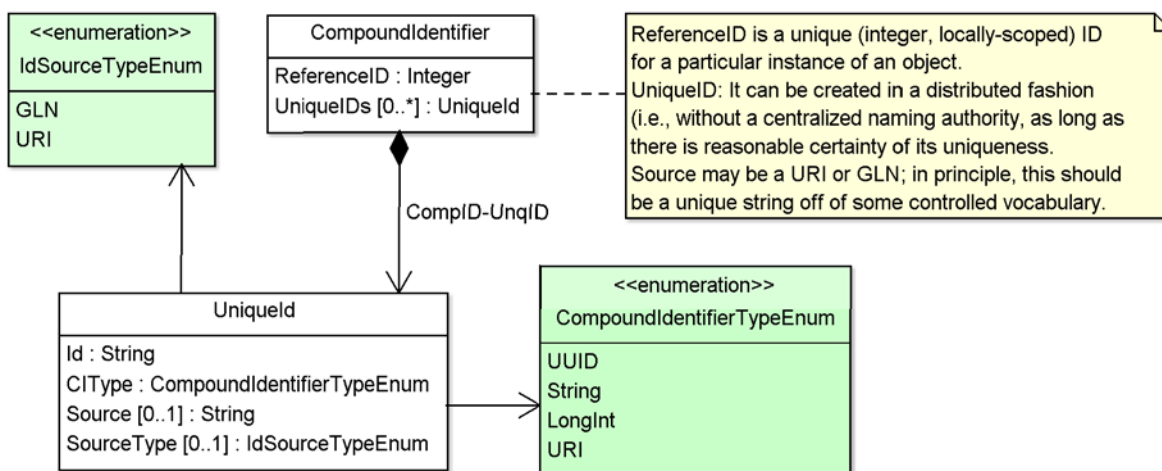 <<enumeration>>
IdSourceTypeEnum
GLN
URI
CompoundIdentifier
ReferenceID : Integer
UniqueIDs [0..*] : UniqueId
ReferenceID is a unique (integer, locally-scoped) ID
for a particular instance of an object.
UniqueID: It can be created in a distributed fashion
(i.e., without a centralized naming authority, as long as
there is reasonable certainty of its uniqueness.
Source may be a URI or GLN; in principle, this should
be a unique string off of some controlled vocabulary.
CompID-UnqID
UniqueId
Id : String
CIType : CompoundIdentifierTypeEnum
Source [0..1] : String
SourceType [0..1] : IdSourceTypeEnum
<<enumeration>>
CompoundIdentifierTypeEnum
UUID
String
LongInt
URI